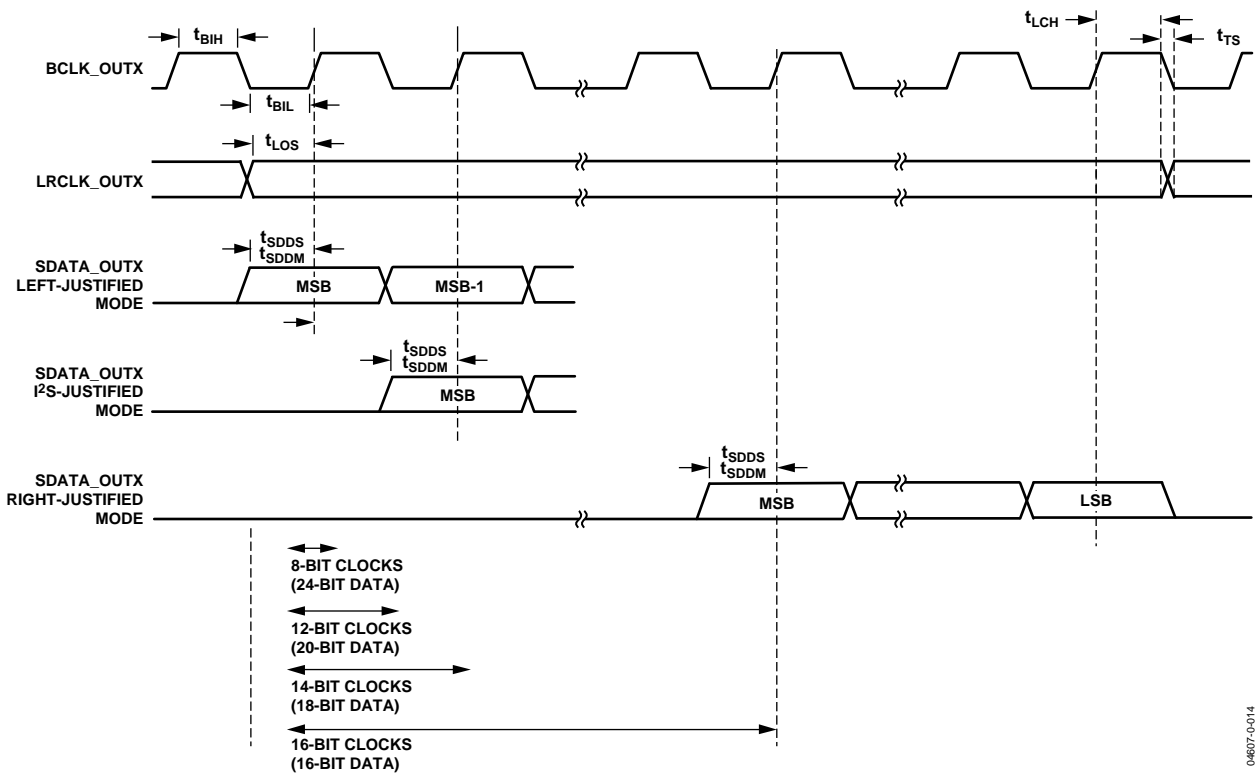 tLCH
tBIH
tTS
BCLK_OUTX
tBIL
tLOS
LRCLK_OUTX
tSDDS
tSDDM
SDATA_OUTX
LEFT-JUSTIFIED
MODE
MSB
MSB-1
tSDDS
tSDDM
SDATA_OUTX
I²S-JUSTIFIED
MODE
MSB
tSDDS
tSDDM
SDATA_OUTX
RIGHT-JUSTIFIED
MODE
MSB
LSB
8-BIT CLOCKS
(24-BIT DATA)
12-BIT CLOCKS
(20-BIT DATA)
14-BIT CLOCKS
(18-BIT DATA)
16-BIT CLOCKS
(16-BIT DATA)
04607-0-014